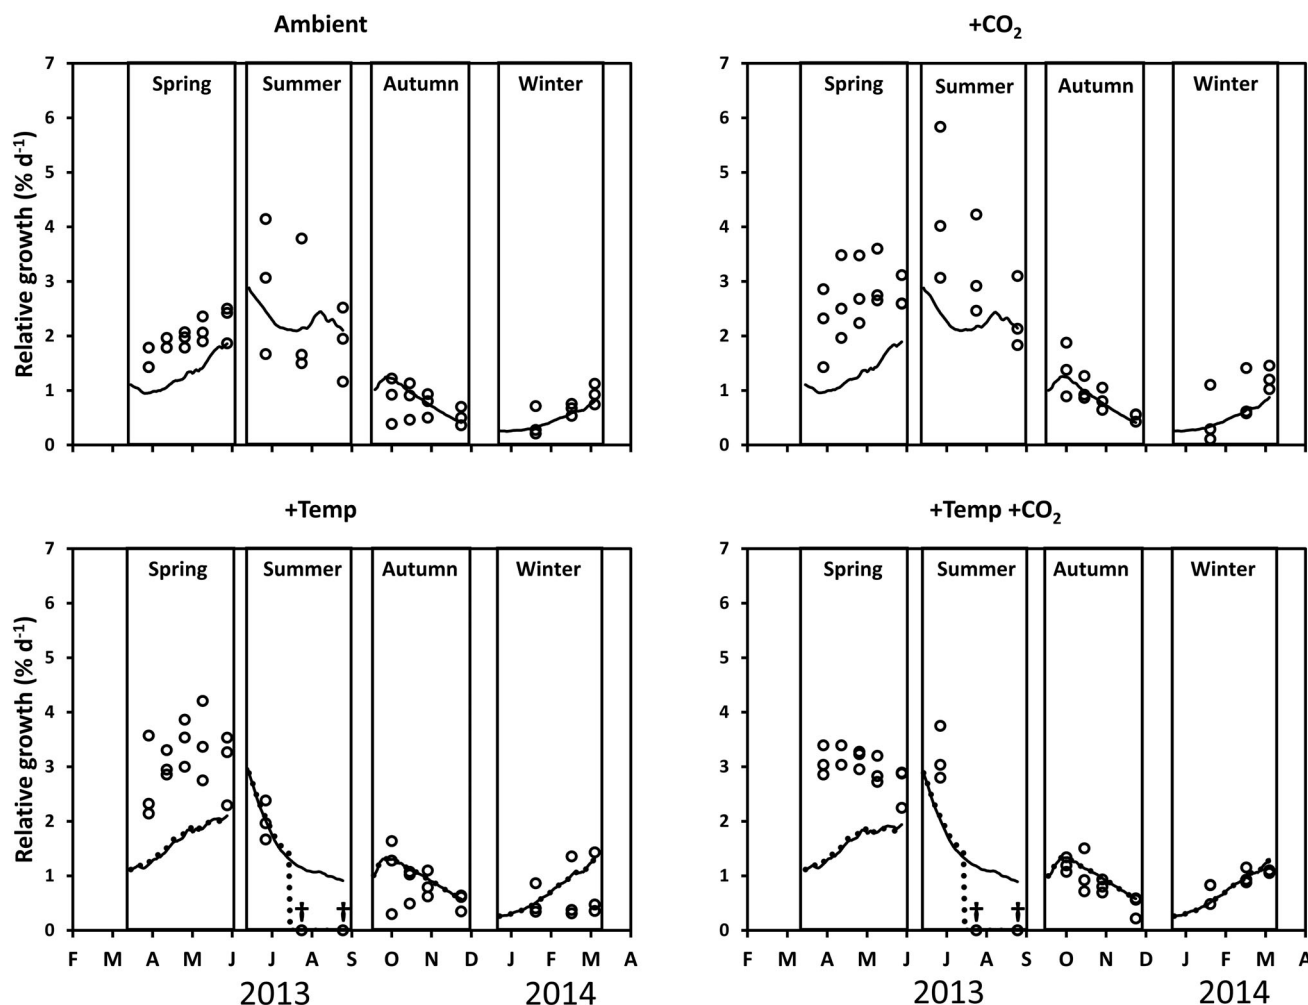 Ambient
+CO₂
7
Spring
Summer
Autumn
Winter
6
5
4
3
2
1
0
F M A M J J A S O N D J F M A
Relative growth (% d⁻¹)
7
Spring
Summer
Autumn
Winter
6
5
4
3
2
1
0
F M A M J J A S O N D J F M A
+Temp
+Temp +CO₂
7
Spring
Summer
Autumn
Winter
6
5
4
3
2
1
0
† †
F M A M J J A S O N D J F M A
2013 2014
Relative growth (% d⁻¹)
7
Spring
Summer
Autumn
Winter
6
5
4
3
2
1
0
† †
F M A M J J A S O N D J F M A
2013 2014